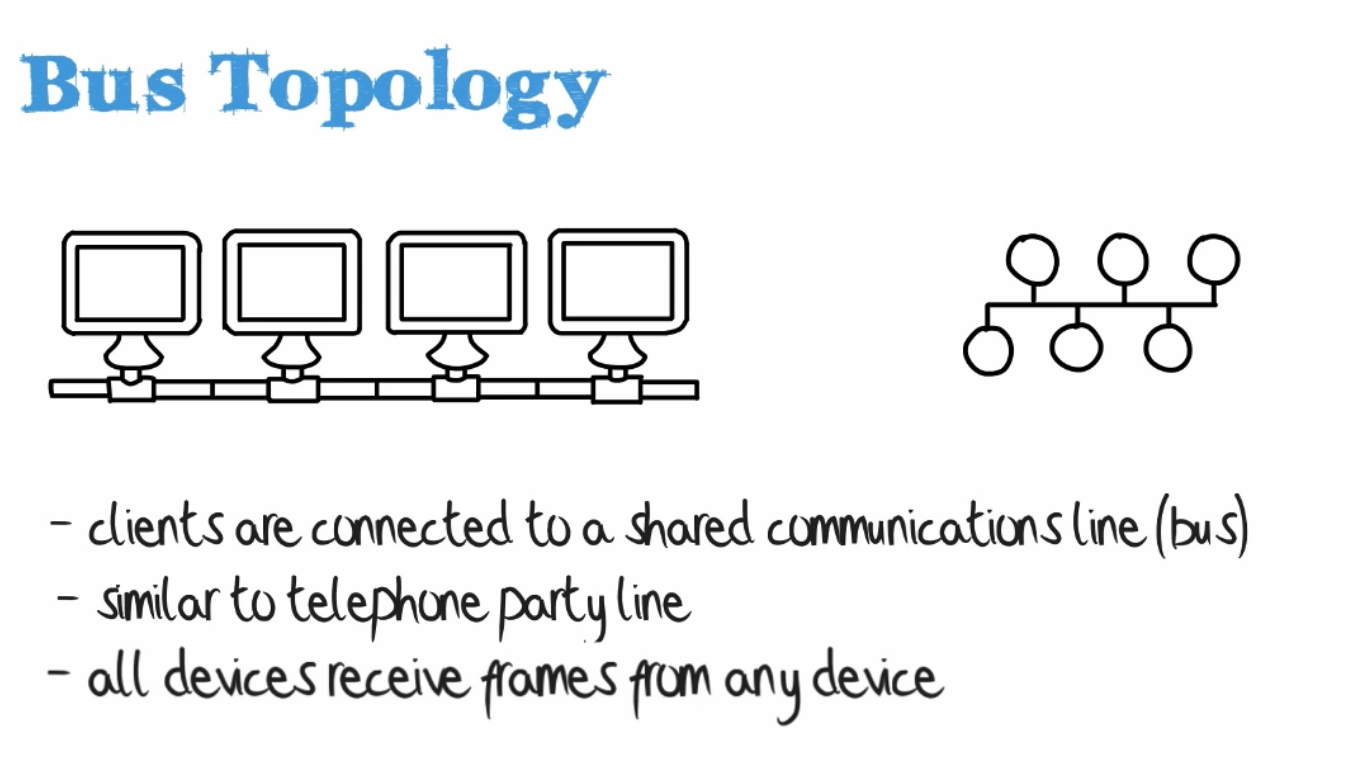 Bus Topology
- clients are connected to a shared communications line (bus)
- similar to telephone party line
- all devices receive frames from any device